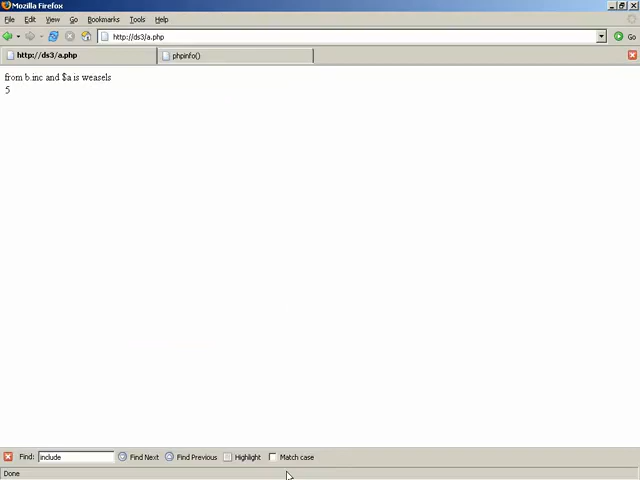 Mozilla Firefox
File Edit View Go Bookmarks Tools Help
http://ds3/a.php Go
http://ds3/a.php phpinfo()
from b.inc and $a is weasels
5
Find: include Find Next Find Previous Highlight Match case
Done